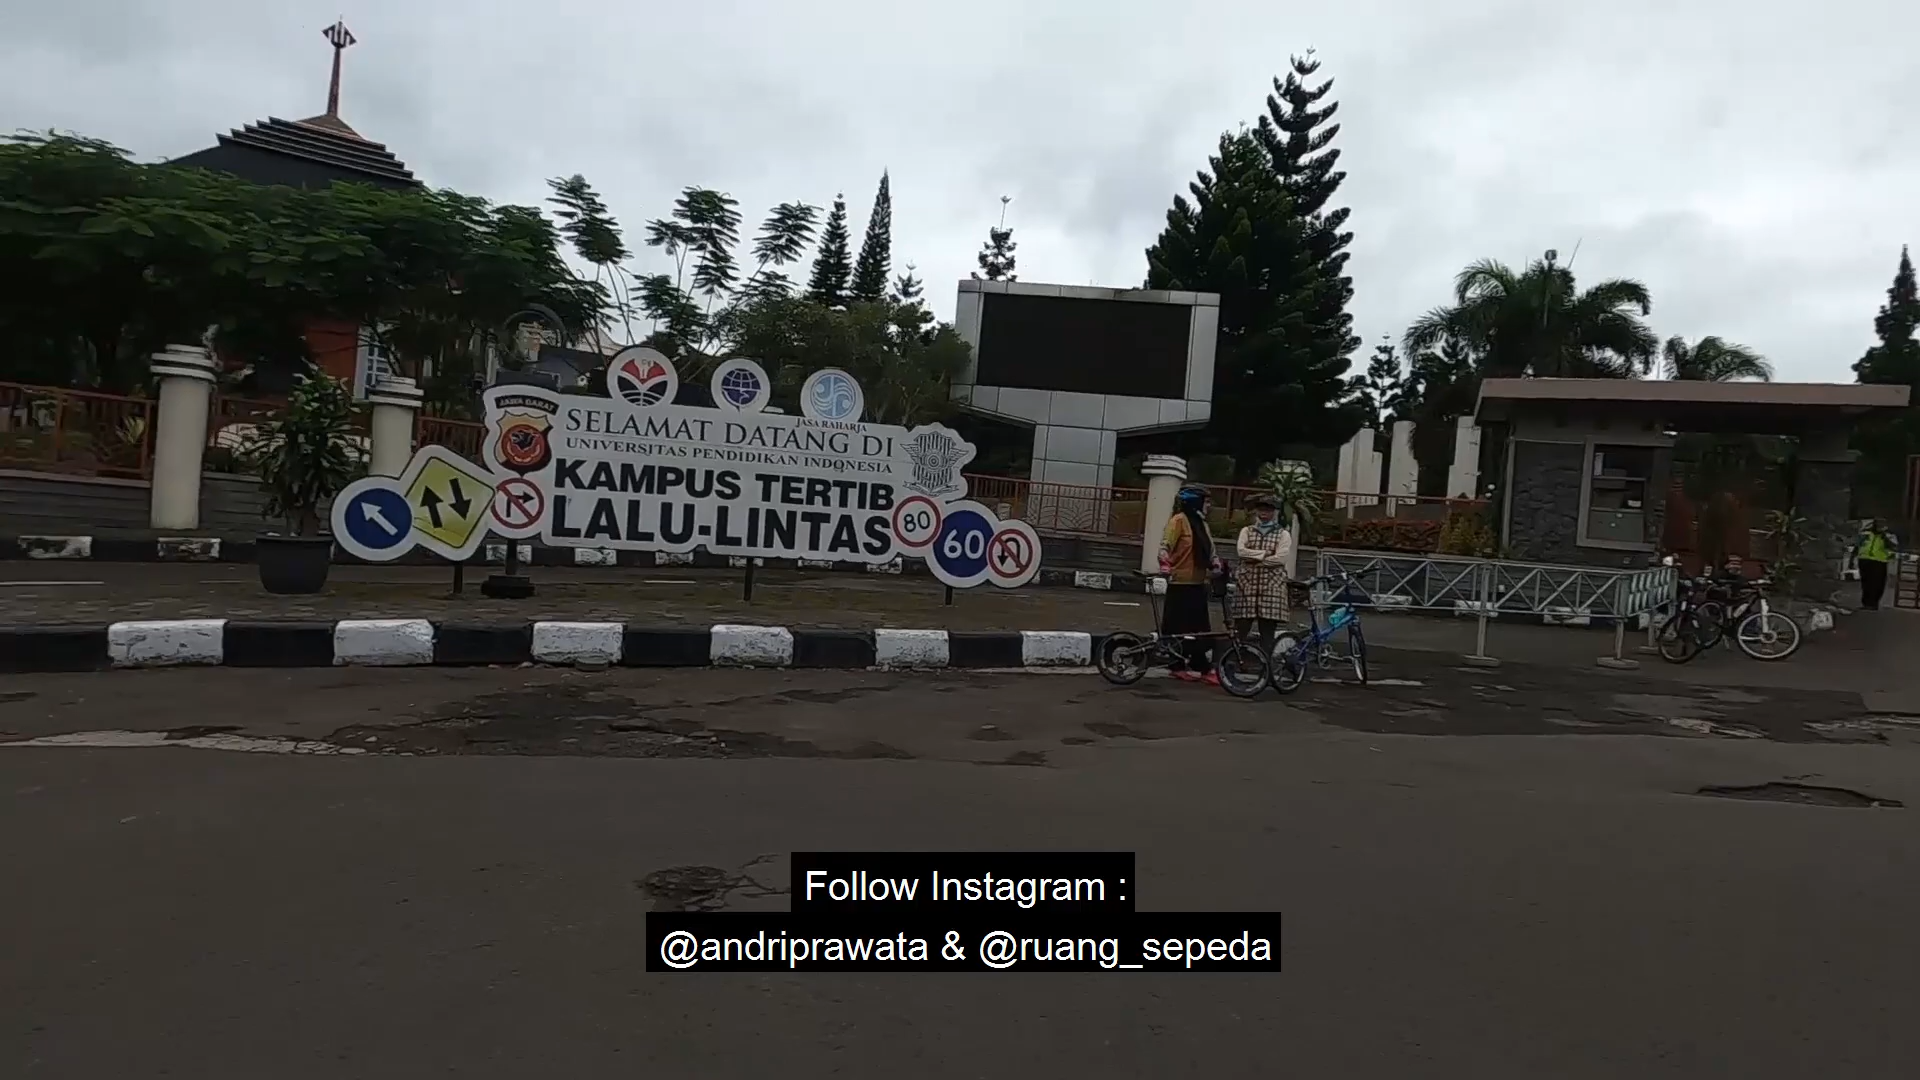 JAWA BARAT
JASA RAHARJA
SELAMAT DATANG DI
UNIVERSITAS PENDIDIKAN INDONESIA
KAMPUS TERTIB
LALU-LINTAS
80
60
Follow Instagram :
@andriprawata & @ruang_sepeda